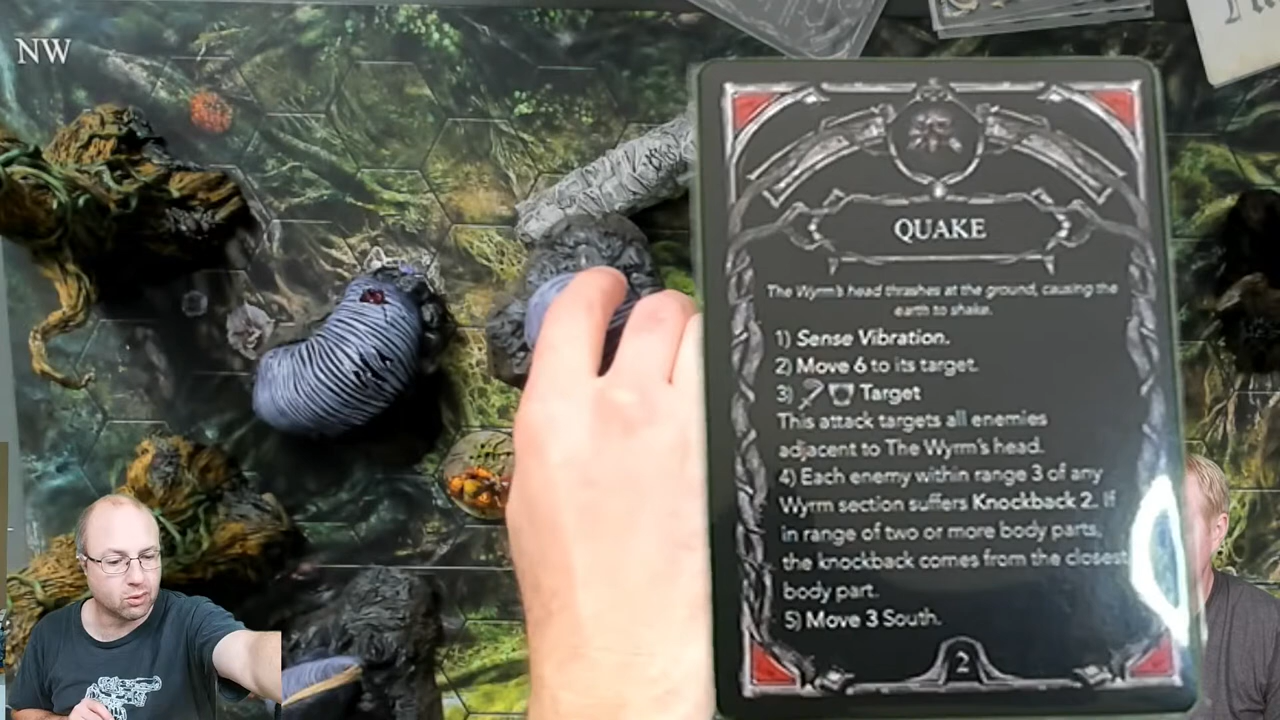 NW
QUAKE
The Wyrm's head thrashes at the ground, causing the
earth to shake.
1) Sense Vibration.
2) Move 6 to its target.
3) Target
This attack targets all enemies
adjacent to The Wyrm's head.
4) Each enemy within range 3 of any
Wyrm section suffers Knockback 2. If
in range of two or more body parts,
the knockback comes from the closest
body part.
5) Move 3 South.
2